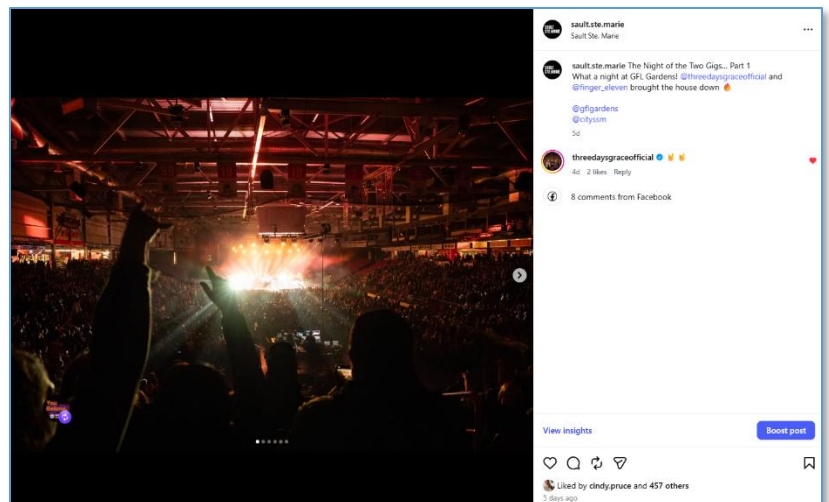 sault.ste.marie
Sault Ste. Marie
sault.ste.marie The Night of the Two Gigs... Part 1
What a night at GFL Gardens! @threedaysgraceofficial and
@finger_eleven brought the house down 🔥
@gflgardens
@cityssm
5d
threedaysgraceofficial 🤘 🤘
4d 2 likes Reply
8 comments from Facebook
View insights
Boost post
Liked by cindy.pruce and 457 others
5 days ago